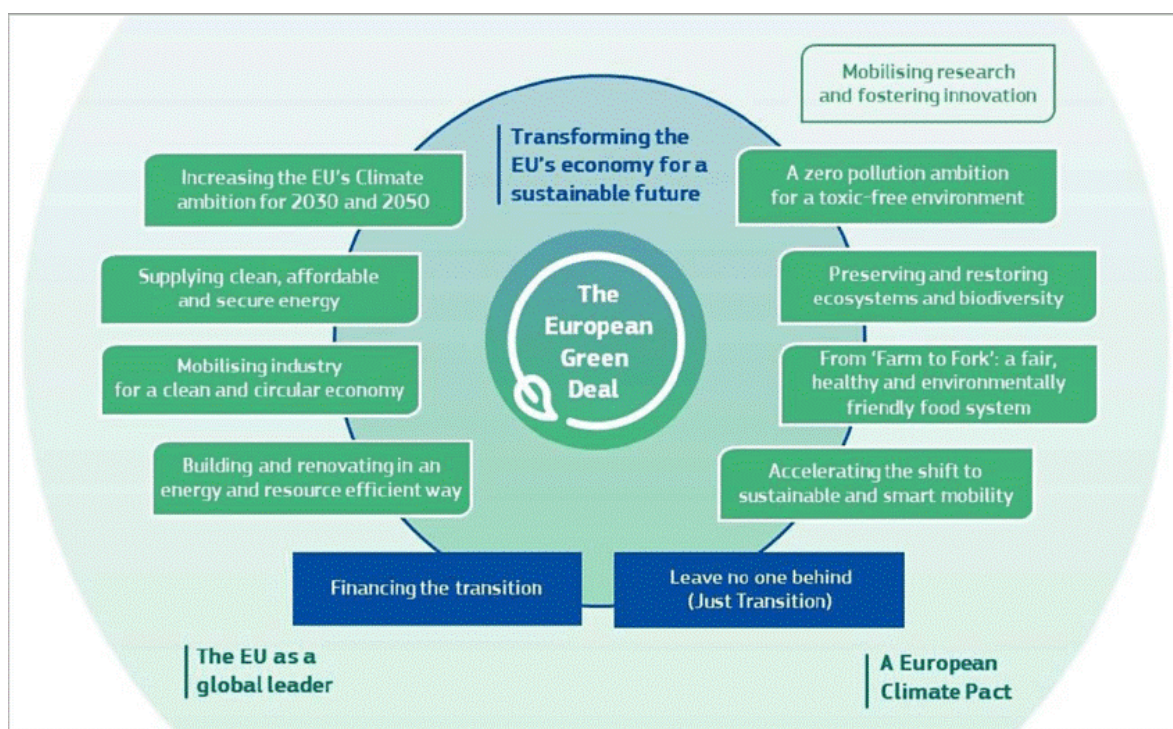 Mobilising research
and fostering innovation
Transforming the
EU's economy for a
sustainable future
Increasing the EU's Climate
ambition for 2030 and 2050
A zero pollution ambition
for a toxic-free environment
Supplying clean, affordable
and secure energy
Preserving and restoring
ecosystems and biodiversity
The
European
Green
Deal
Mobilising industry
for a clean and circular economy
From 'Farm to Fork': a fair,
healthy and environmentally
friendly food system
Building and renovating in an
energy and resource efficient way
Accelerating the shift to
sustainable and smart mobility
Financing the transition
Leave no one behind
(Just Transition)
The EU as a
global leader
A European
Climate Pact